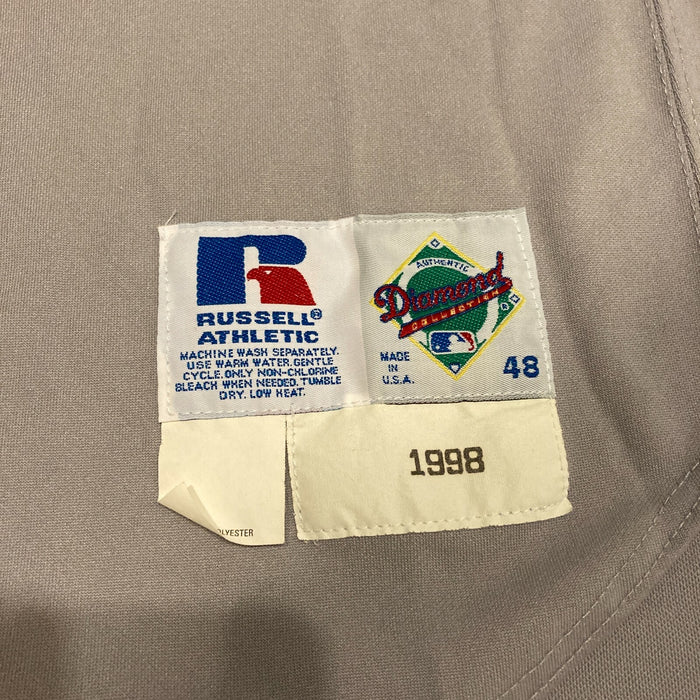 R
RUSSELL®
ATHLETIC
MACHINE WASH SEPARATELY.
USE WARM WATER. GENTLE
CYCLE. ONLY NON-CHLORINE
BLEACH WHEN NEEDED. TUMBLE
DRY. LOW HEAT.
AUTHENTIC
Diamond
COLLECTION
®
MADE
IN
U.S.A.
48
1998
LYESTER